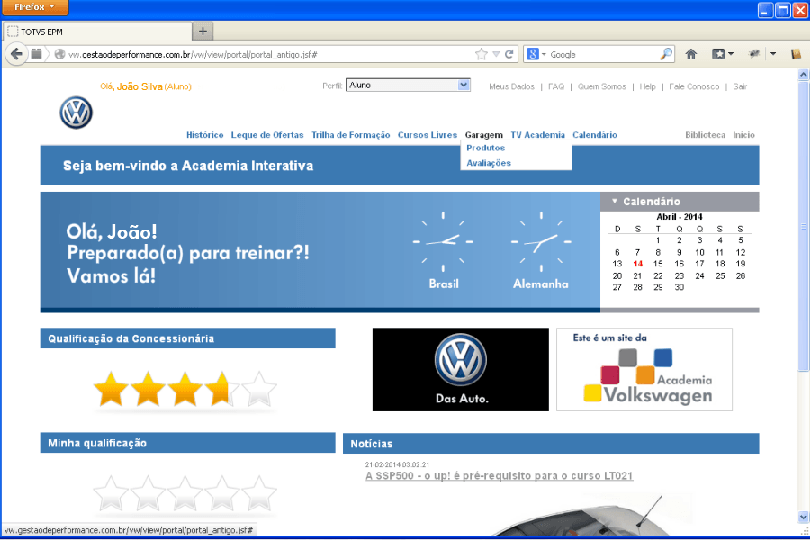 Firefox
TOTVS EPM
vw.gestaodeperformance.com.br/vw/view/portal/portal_antigo.jsf#
Google
Olá, João Silva (Aluno)
Perfil: Aluno
Meus Dados | FAQ | Quem Somos | Help | Fale Conosco | Sair
Histórico Leque de Ofertas Trilha de Formação Cursos Livres Garagem TV Academia Calendário Biblioteca Início
Produtos
Avaliações
Seja bem-vindo a Academia Interativa
Calendário
Abril - 2014
D S T Q Q S S
1 2 3 4 5
6 7 8 9 10 11 12
13 14 15 16 17 18 19
20 21 22 23 24 25 26
27 28 29 30
Olá, João!
Preparado(a) para treinar?!
Vamos lá!
Brasil Alemanha
Qualificação da Concessionária
Das Auto.
Este é um site da
Academia
Volkswagen
Minha qualificação
Notícias
A SSP500 - o up! é pré-requisito para o curso LT021
vw.gestaodeperformance.com.br/vw/view/portal/portal_antigo.jsf#